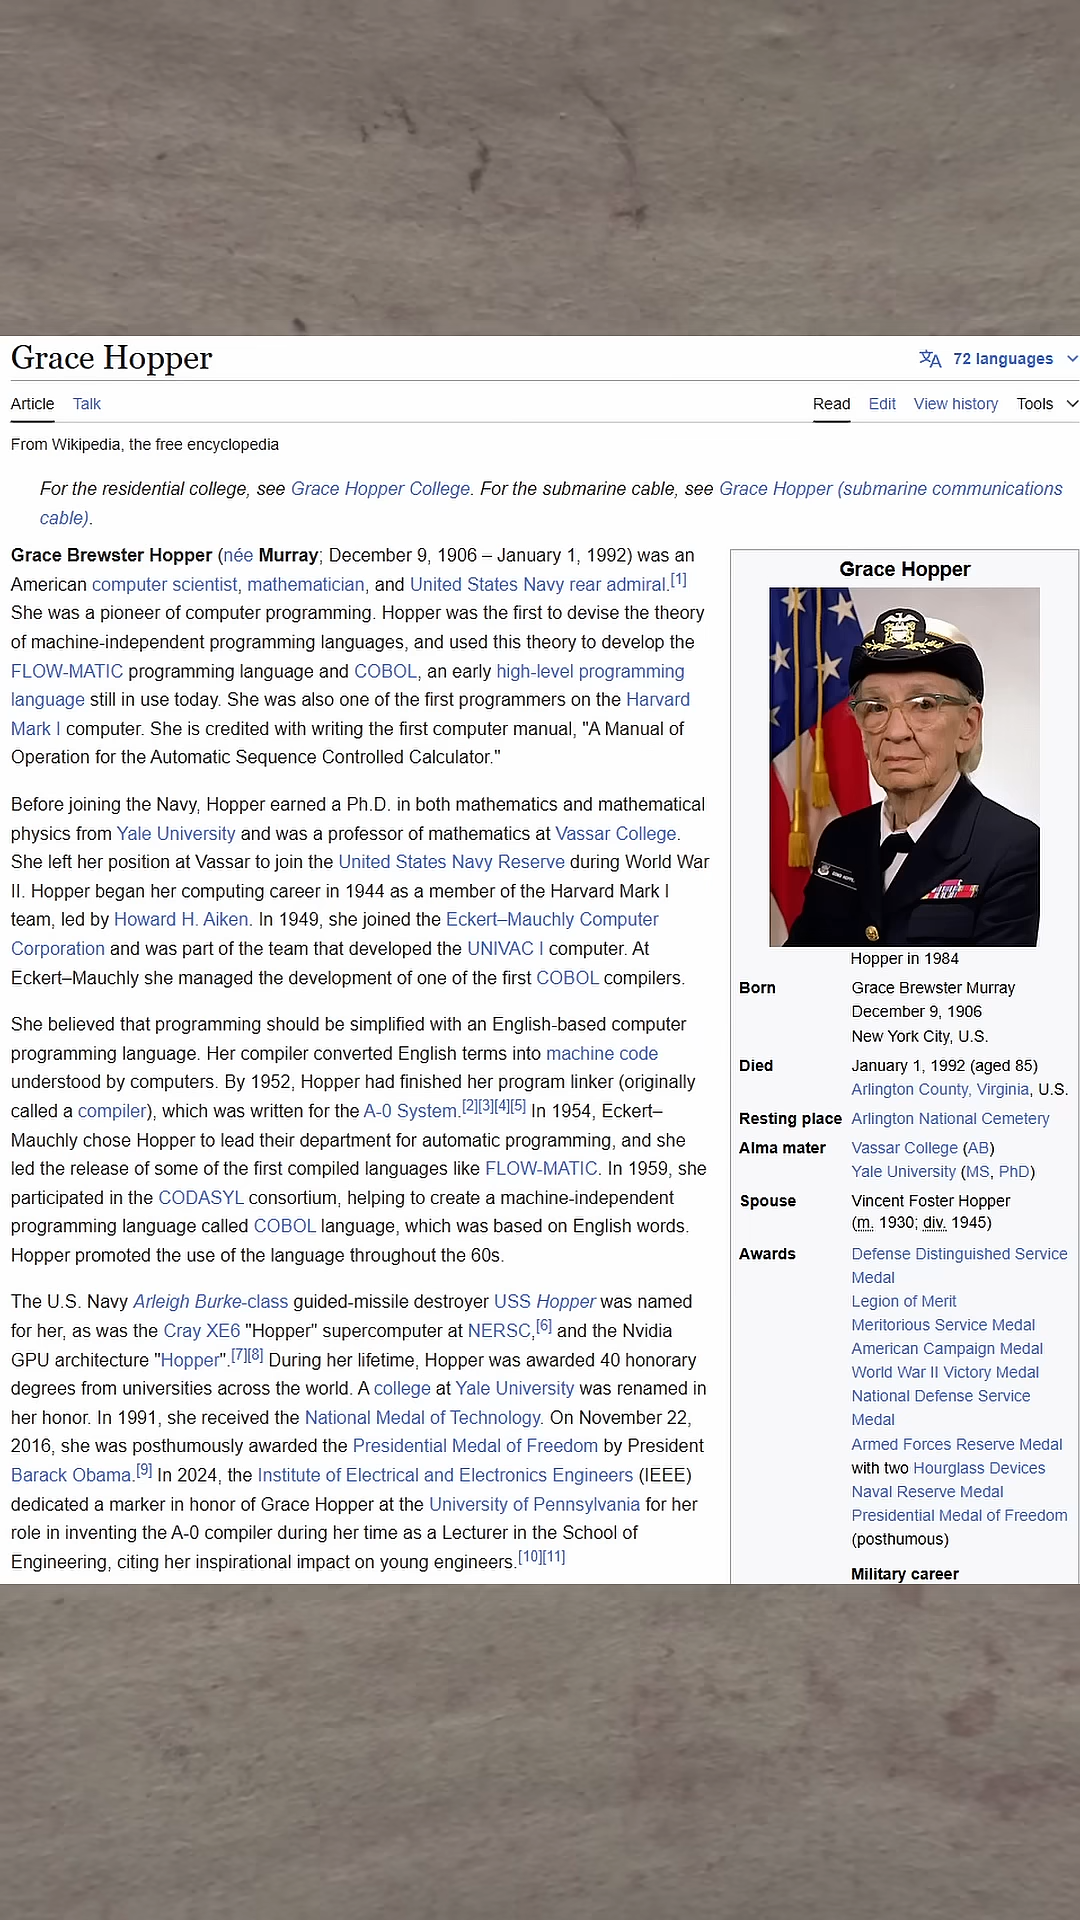 Grace Hopper
72 languages
Article Talk
Read Edit View history Tools
From Wikipedia, the free encyclopedia
For the residential college, see Grace Hopper College. For the submarine cable, see Grace Hopper (submarine communications
cable).
Grace Brewster Hopper (née Murray; December 9, 1906 – January 1, 1992) was an
American computer scientist, mathematician, and United States Navy rear admiral.[1]
She was a pioneer of computer programming. Hopper was the first to devise the theory
of machine-independent programming languages, and used this theory to develop the
FLOW-MATIC programming language and COBOL, an early high-level programming
language still in use today. She was also one of the first programmers on the Harvard
Mark I computer. She is credited with writing the first computer manual, "A Manual of
Operation for the Automatic Sequence Controlled Calculator."
Before joining the Navy, Hopper earned a Ph.D. in both mathematics and mathematical
physics from Yale University and was a professor of mathematics at Vassar College.
She left her position at Vassar to join the United States Navy Reserve during World War
II. Hopper began her computing career in 1944 as a member of the Harvard Mark I
team, led by Howard H. Aiken. In 1949, she joined the Eckert–Mauchly Computer
Corporation and was part of the team that developed the UNIVAC I computer. At
Eckert–Mauchly she managed the development of one of the first COBOL compilers.
She believed that programming should be simplified with an English-based computer
programming language. Her compiler converted English terms into machine code
understood by computers. By 1952, Hopper had finished her program linker (originally
called a compiler), which was written for the A-0 System.[2][3][4][5] In 1954, Eckert–
Mauchly chose Hopper to lead their department for automatic programming, and she
led the release of some of the first compiled languages like FLOW-MATIC. In 1959, she
participated in the CODASYL consortium, helping to create a machine-independent
programming language called COBOL language, which was based on English words.
Hopper promoted the use of the language throughout the 60s.
The U.S. Navy Arleigh Burke-class guided-missile destroyer USS Hopper was named
for her, as was the Cray XE6 "Hopper" supercomputer at NERSC,[6] and the Nvidia
GPU architecture "Hopper".[7][8] During her lifetime, Hopper was awarded 40 honorary
degrees from universities across the world. A college at Yale University was renamed in
her honor. In 1991, she received the National Medal of Technology. On November 22,
2016, she was posthumously awarded the Presidential Medal of Freedom by President
Barack Obama.[9] In 2024, the Institute of Electrical and Electronics Engineers (IEEE)
dedicated a marker in honor of Grace Hopper at the University of Pennsylvania for her
role in inventing the A-0 compiler during her time as a Lecturer in the School of
Engineering, citing her inspirational impact on young engineers.[10][11]
Grace Hopper
Hopper in 1984
Born Grace Brewster Murray
December 9, 1906
New York City, U.S.
Died January 1, 1992 (aged 85)
Arlington County, Virginia, U.S.
Resting place Arlington National Cemetery
Alma mater Vassar College (AB)
Yale University (MS, PhD)
Spouse Vincent Foster Hopper
(m. 1930; div. 1945)
Awards Defense Distinguished Service
Medal
Legion of Merit
Meritorious Service Medal
American Campaign Medal
World War II Victory Medal
National Defense Service
Medal
Armed Forces Reserve Medal
with two Hourglass Devices
Naval Reserve Medal
Presidential Medal of Freedom
(posthumous)
Military career